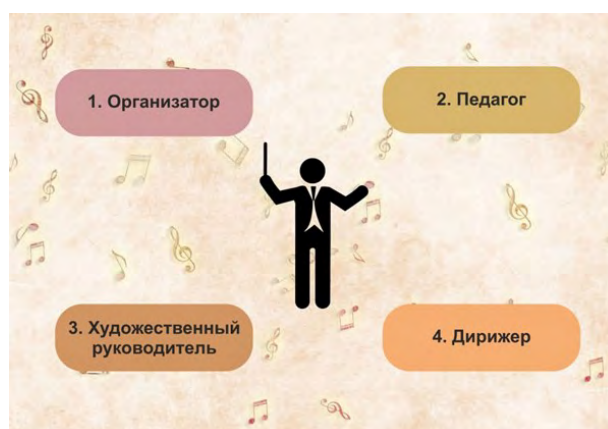 1. Организатор
2. Педагог
3. Художественный
руководитель
4. Дирижер